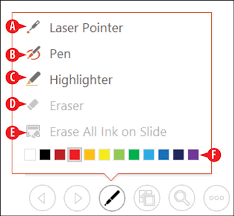 A Laser Pointer
B Pen
C Highlighter
D Eraser
E Erase All Ink on Slide
F